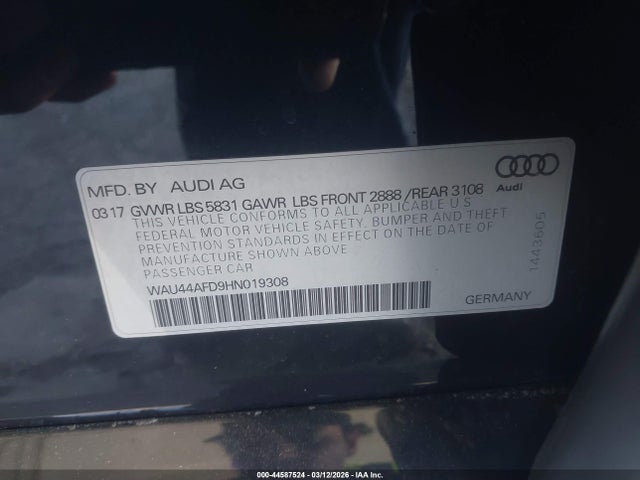 MFD. BY AUDI AG
03 17 GVWR LBS 5831 GAWR LBS FRONT 2888 /REAR 3108
THIS VEHICLE CONFORMS TO ALL APPLICABLE U S
FEDERAL MOTOR VEHICLE SAFETY, BUMPER AND THEFT
PREVENTION STANDARDS IN EFFECT ON THE DATE OF
MANUFACTURE SHOWN ABOVE
PASSENGER CAR
WAU44AFD9HN019308
Audi
1443605
GERMANY
000-44587524 - 03/12/2026 - IAA Inc.